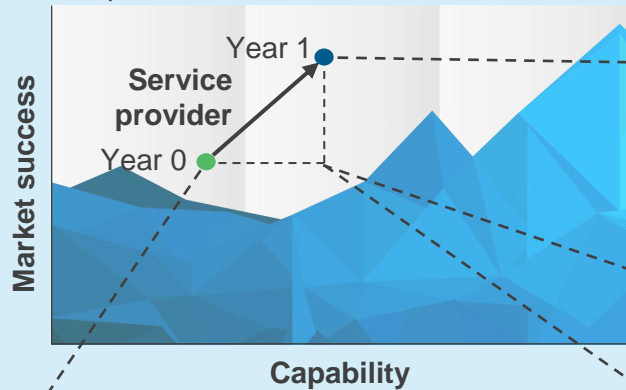 Year 1
Service
provider
Year 0
Market success
Capability